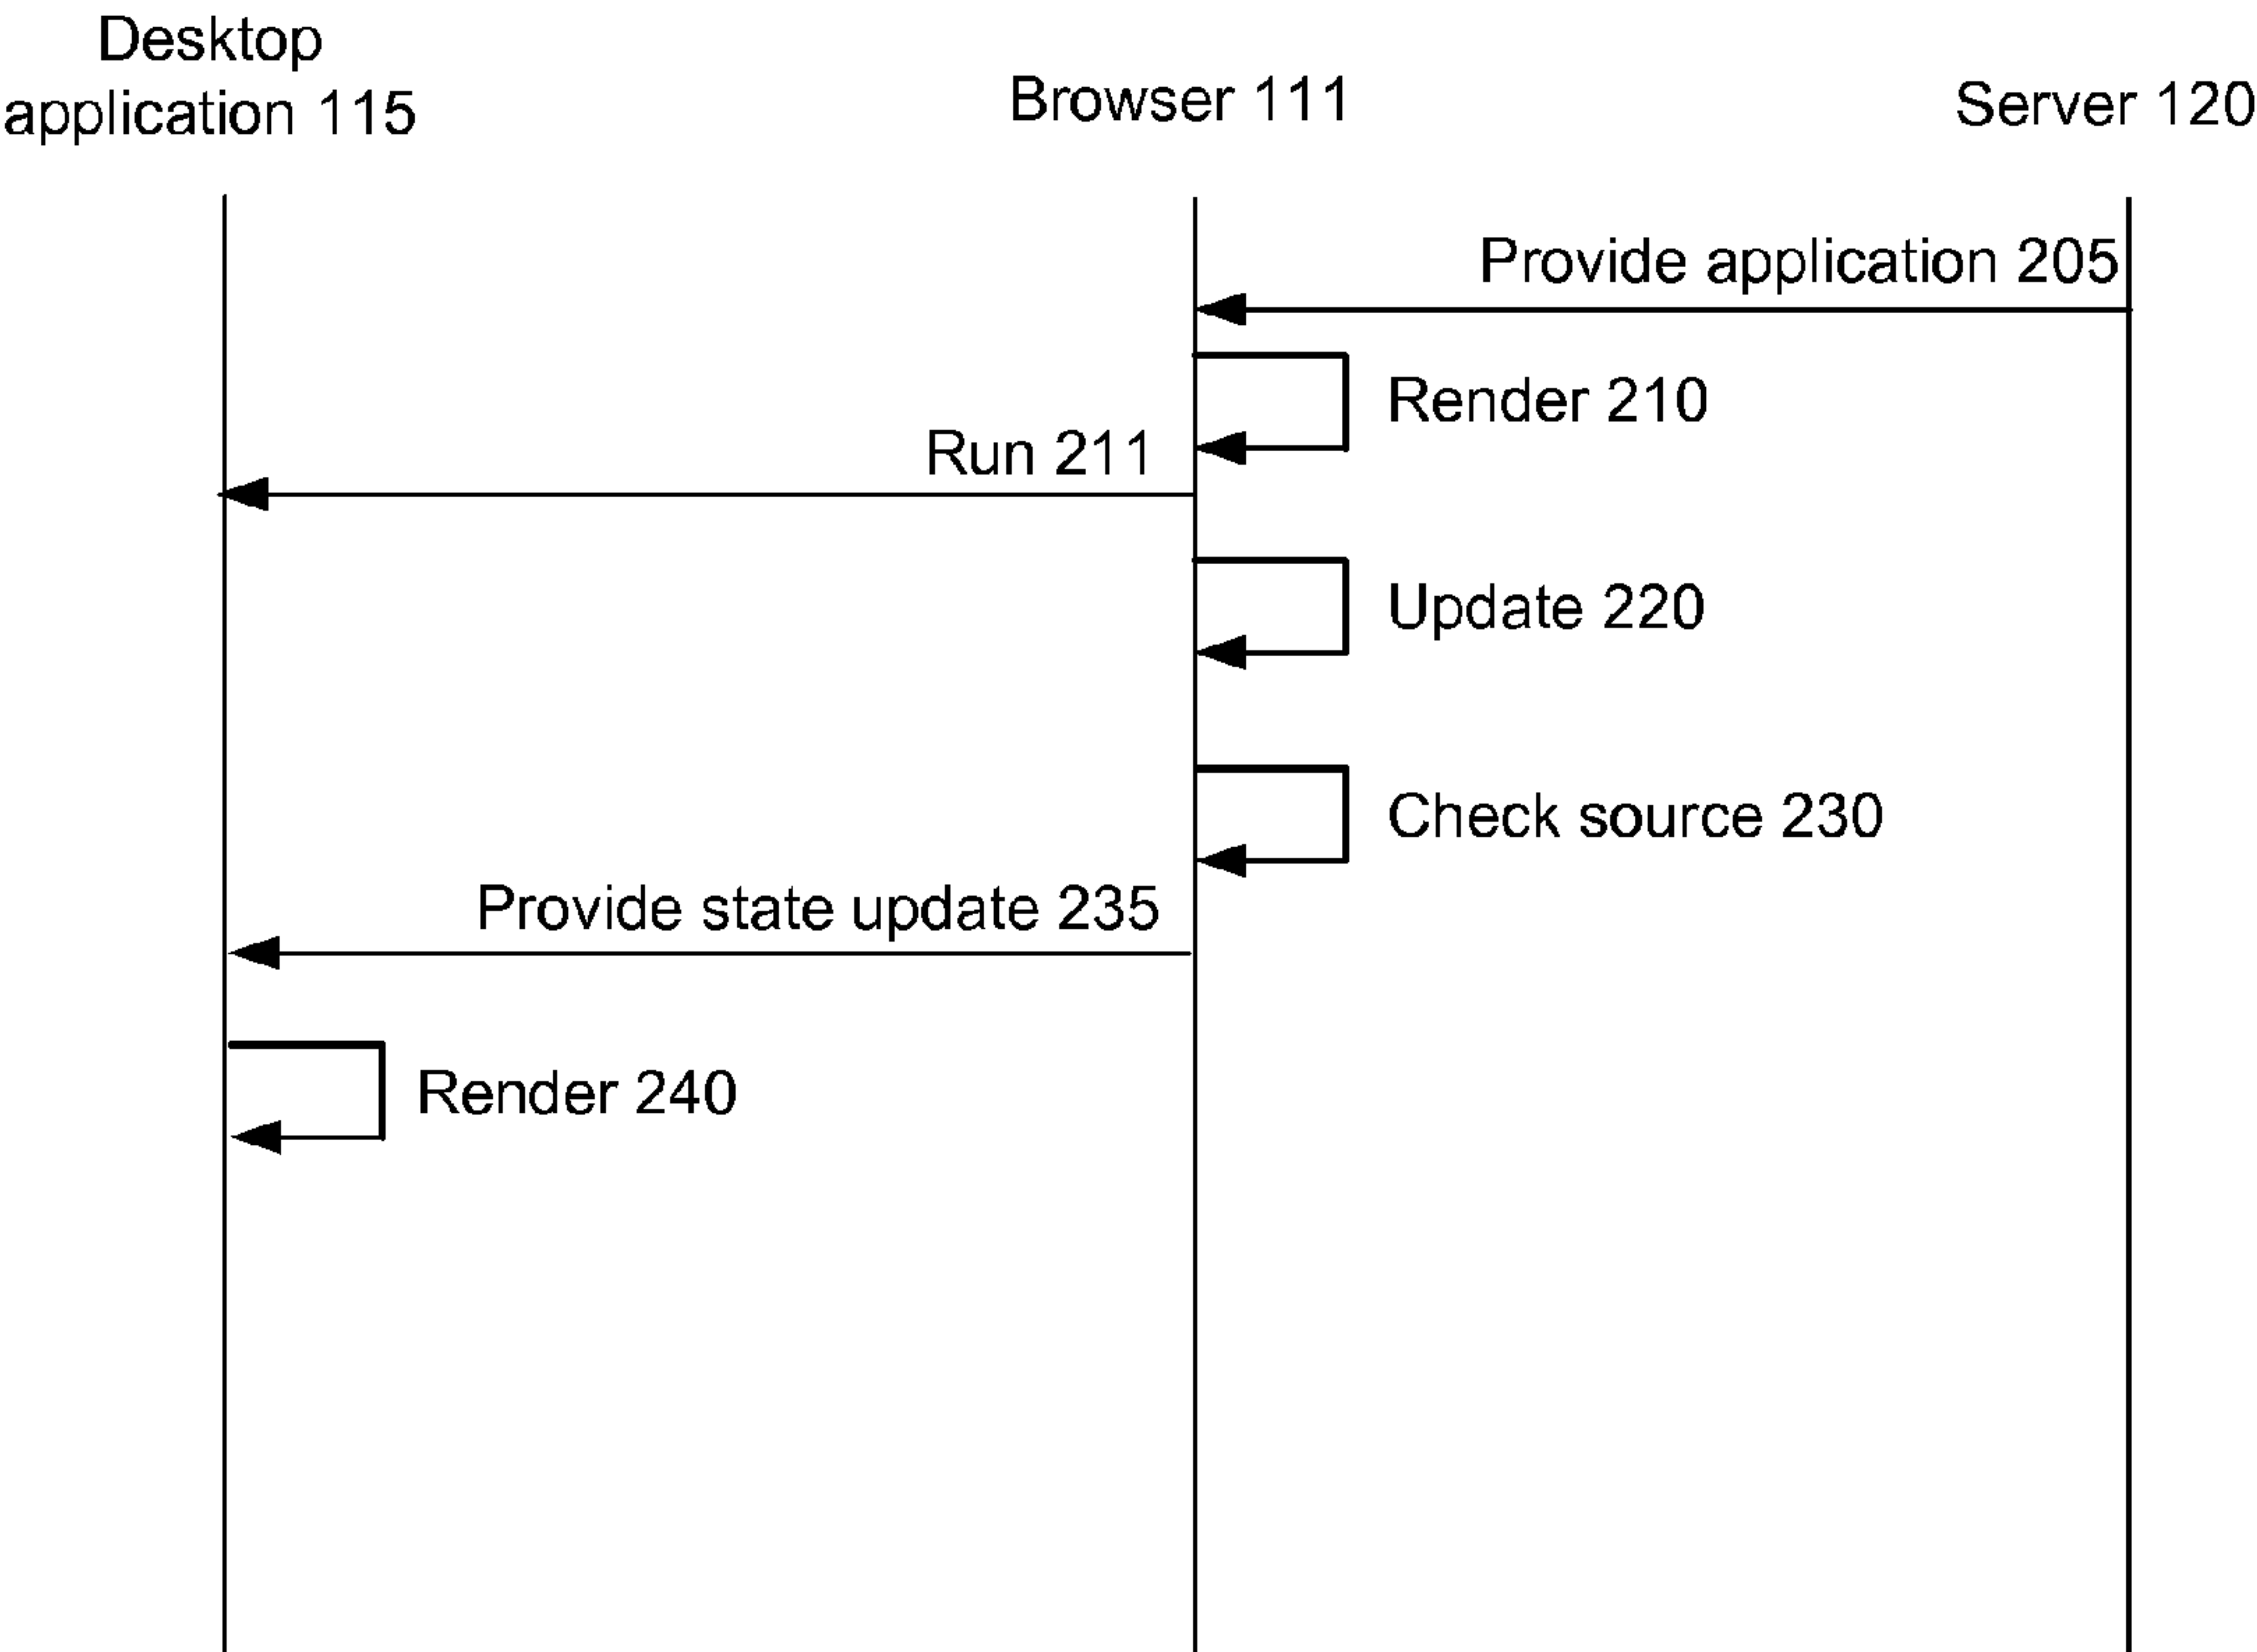 Desktop
application 115
Browser 111
Server 120
Provide application 205
Render 210
Run 211
Update 220
Check source 230
Provide state update 235
Render 240